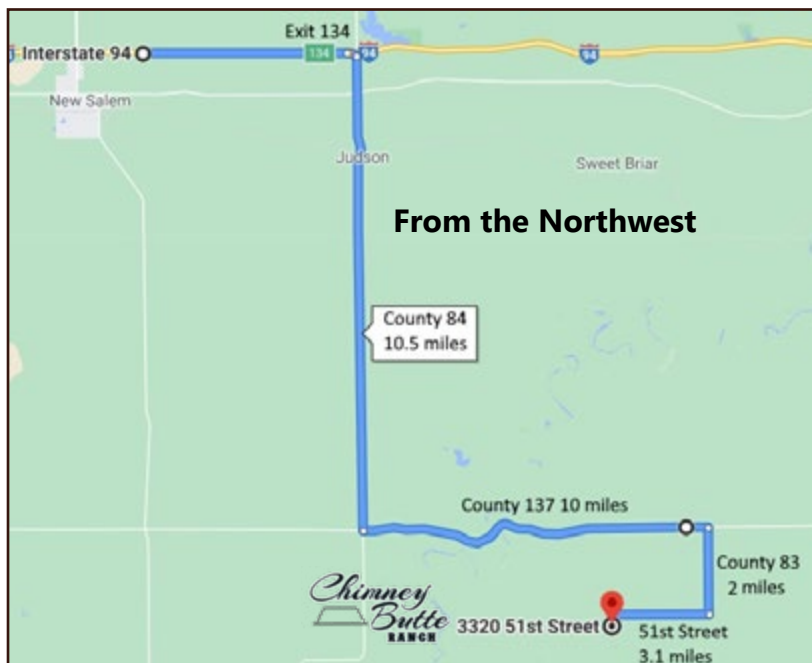 Exit 134
Interstate 94
134
94
94
New Salem
Judson
Sweet Briar
From the Northwest
County 84
10.5 miles
County 137 10 miles
County 83
2 miles
Chimney
Butte
RANCH
3320 51st Street
51st Street
3.1 miles